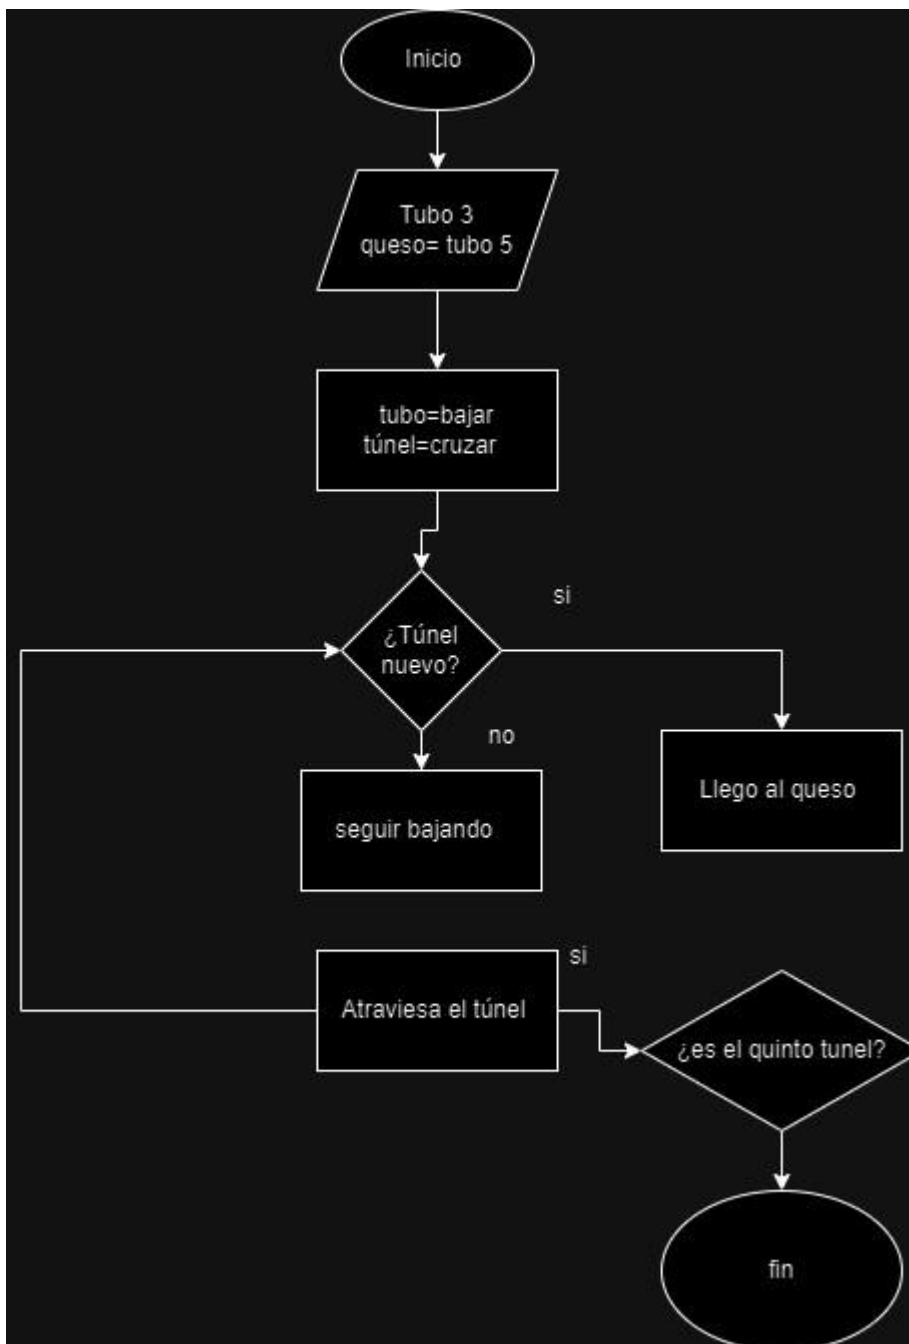 Inicio
Tubo 3
queso= tubo 5
tubo=bajar
túnel=cruzar
si
¿Túnel
nuevo?
no
Llego al queso
seguir bajando
si
Atraviesa el túnel
¿es el quinto tunel?
fin